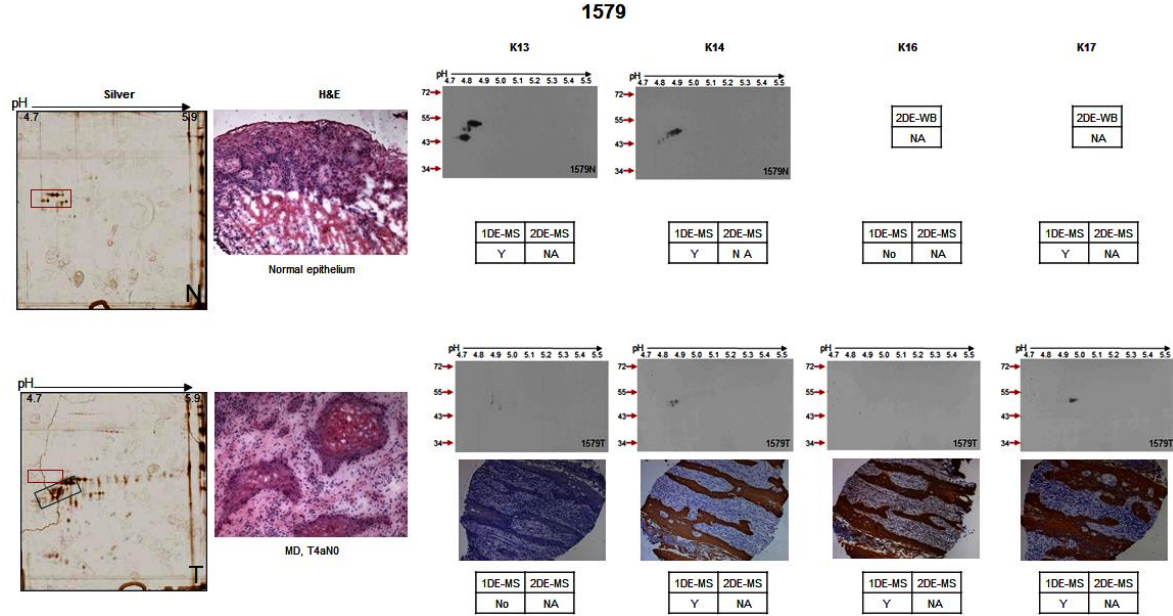 1579
K13
K14
K16
K17
pH
4.7 4.8 4.9 5.0 5.1 5.2 5.3 5.4 5.5
pH
4.7 4.8 4.9 5.0 5.1 5.2 5.3 5.4 5.5
Silver
H&E
pH
4.7
5.9
N
Normal epithelium
72
55
43
34
1579N
72
55
43
34
1579N
2DE-WB
NA
2DE-WB
NA
1DE-MS 2DE-MS
Y NA
1DE-MS 2DE-MS
Y N A
1DE-MS 2DE-MS
No NA
1DE-MS 2DE-MS
Y NA
pH
4.7 4.8 4.9 5.0 5.1 5.2 5.3 5.4 5.5
pH
4.7 4.8 4.9 5.0 5.1 5.2 5.3 5.4 5.5
pH
4.7 4.8 4.9 5.0 5.1 5.2 5.3 5.4 5.5
pH
4.7 4.8 4.9 5.0 5.1 5.2 5.3 5.4 5.5
pH
4.7
5.9
T
MD, T4aN0
72
55
43
34
1579T
72
55
43
34
1579T
72
55
43
34
1579T
72
55
43
34
1579T
1DE-MS 2DE-MS
No NA
1DE-MS 2DE-MS
Y NA
1DE-MS 2DE-MS
Y NA
1DE-MS 2DE-MS
Y NA